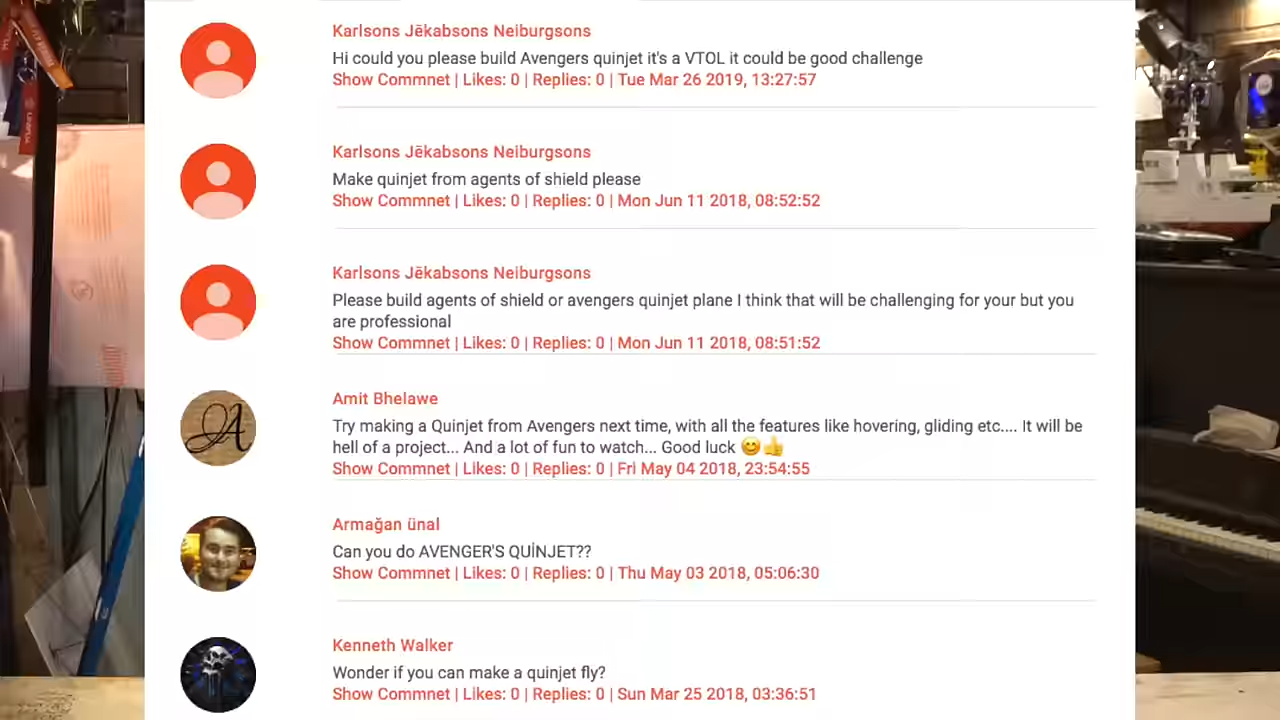 Karlsons Jēkabsons Neiburgsons
Hi could you please build Avengers quinjet it's a VTOL it could be good challenge
Show Commnet | Likes: 0 | Replies: 0 | Tue Mar 26 2019, 13:27:57
Karlsons Jēkabsons Neiburgsons
Make quinjet from agents of shield please
Show Commnet | Likes: 0 | Replies: 0 | Mon Jun 11 2018, 08:52:52
Karlsons Jēkabsons Neiburgsons
Please build agents of shield or avengers quinjet plane I think that will be challenging for your but you
are professional
Show Commnet | Likes: 0 | Replies: 0 | Mon Jun 11 2018, 08:51:52
Amit Bhelawe
Try making a Quinjet from Avengers next time, with all the features like hovering, gliding etc.... It will be
hell of a project... And a lot of fun to watch... Good luck 😊👍
Show Commnet | Likes: 0 | Replies: 0 | Fri May 04 2018, 23:54:55
Armağan ünal
Can you do AVENGER'S QUİNJET??
Show Commnet | Likes: 0 | Replies: 0 | Thu May 03 2018, 05:06:30
Kenneth Walker
Wonder if you can make a quinjet fly?
Show Commnet | Likes: 0 | Replies: 0 | Sun Mar 25 2018, 03:36:51